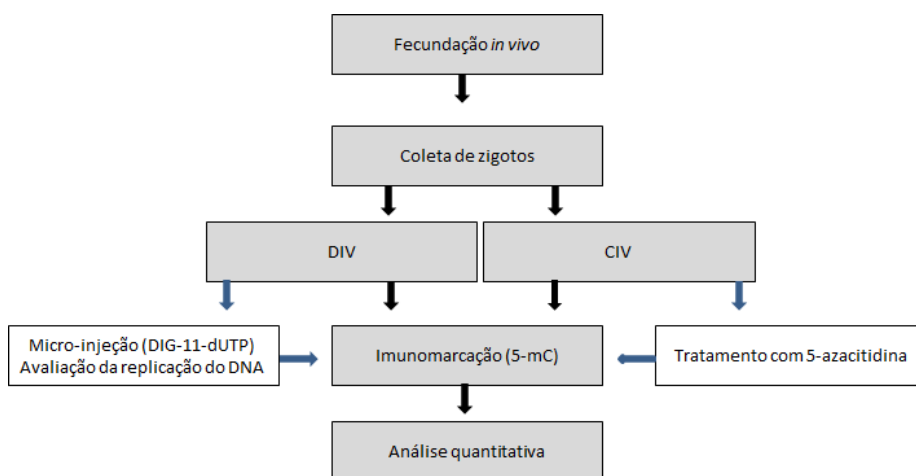 Fecundação in vivo
Coleta de zigotos
DIV
CIV
Micro-injeção (DIG-11-dUTP)
Avaliação da replicação do DNA
Imunomarcação (5-mC)
Tratamento com 5-azacitidina
Análise quantitativa